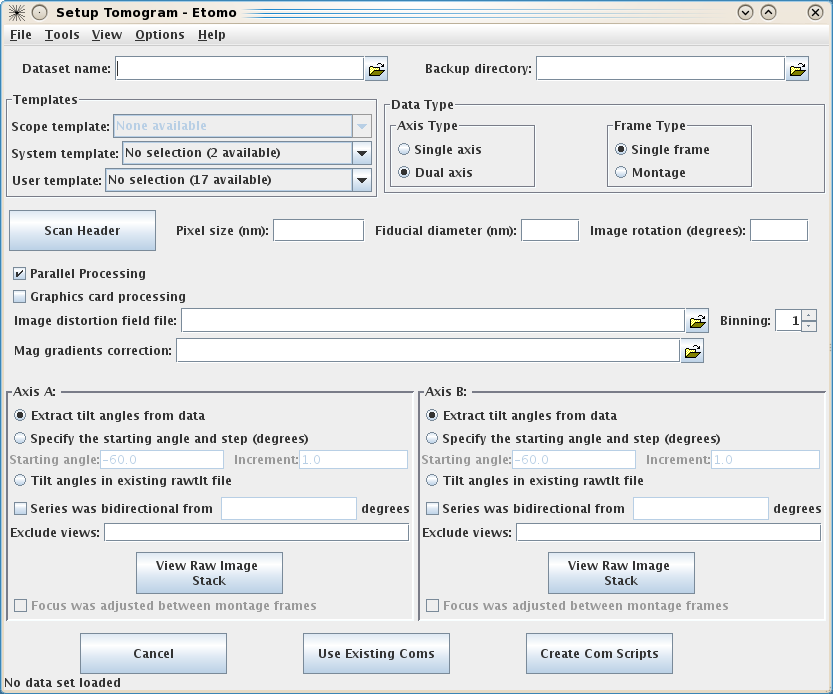 Setup Tomogram - Etomo
File Tools View Options Help
Dataset name: Backup directory:
Templates
Scope template: None available
System template: No selection (2 available)
User template: No selection (17 available)
Data Type
Axis Type
Single axis
Dual axis
Frame Type
Single frame
Montage
Scan Header Pixel size (nm): Fiducial diameter (nm): Image rotation (degrees):
Parallel Processing
Graphics card processing
Image distortion field file: Binning: 1
Mag gradients correction:
Axis A:
Extract tilt angles from data
Specify the starting angle and step (degrees)
Starting angle: -60.0 Increment: 1.0
Tilt angles in existing rawtlt file
Series was bidirectional from degrees
Exclude views:
View Raw Image
Stack
Focus was adjusted between montage frames
Axis B:
Extract tilt angles from data
Specify the starting angle and step (degrees)
Starting angle: -60.0 Increment: 1.0
Tilt angles in existing rawtlt file
Series was bidirectional from degrees
Exclude views:
View Raw Image
Stack
Focus was adjusted between montage frames
Cancel Use Existing Coms Create Com Scripts
No data set loaded